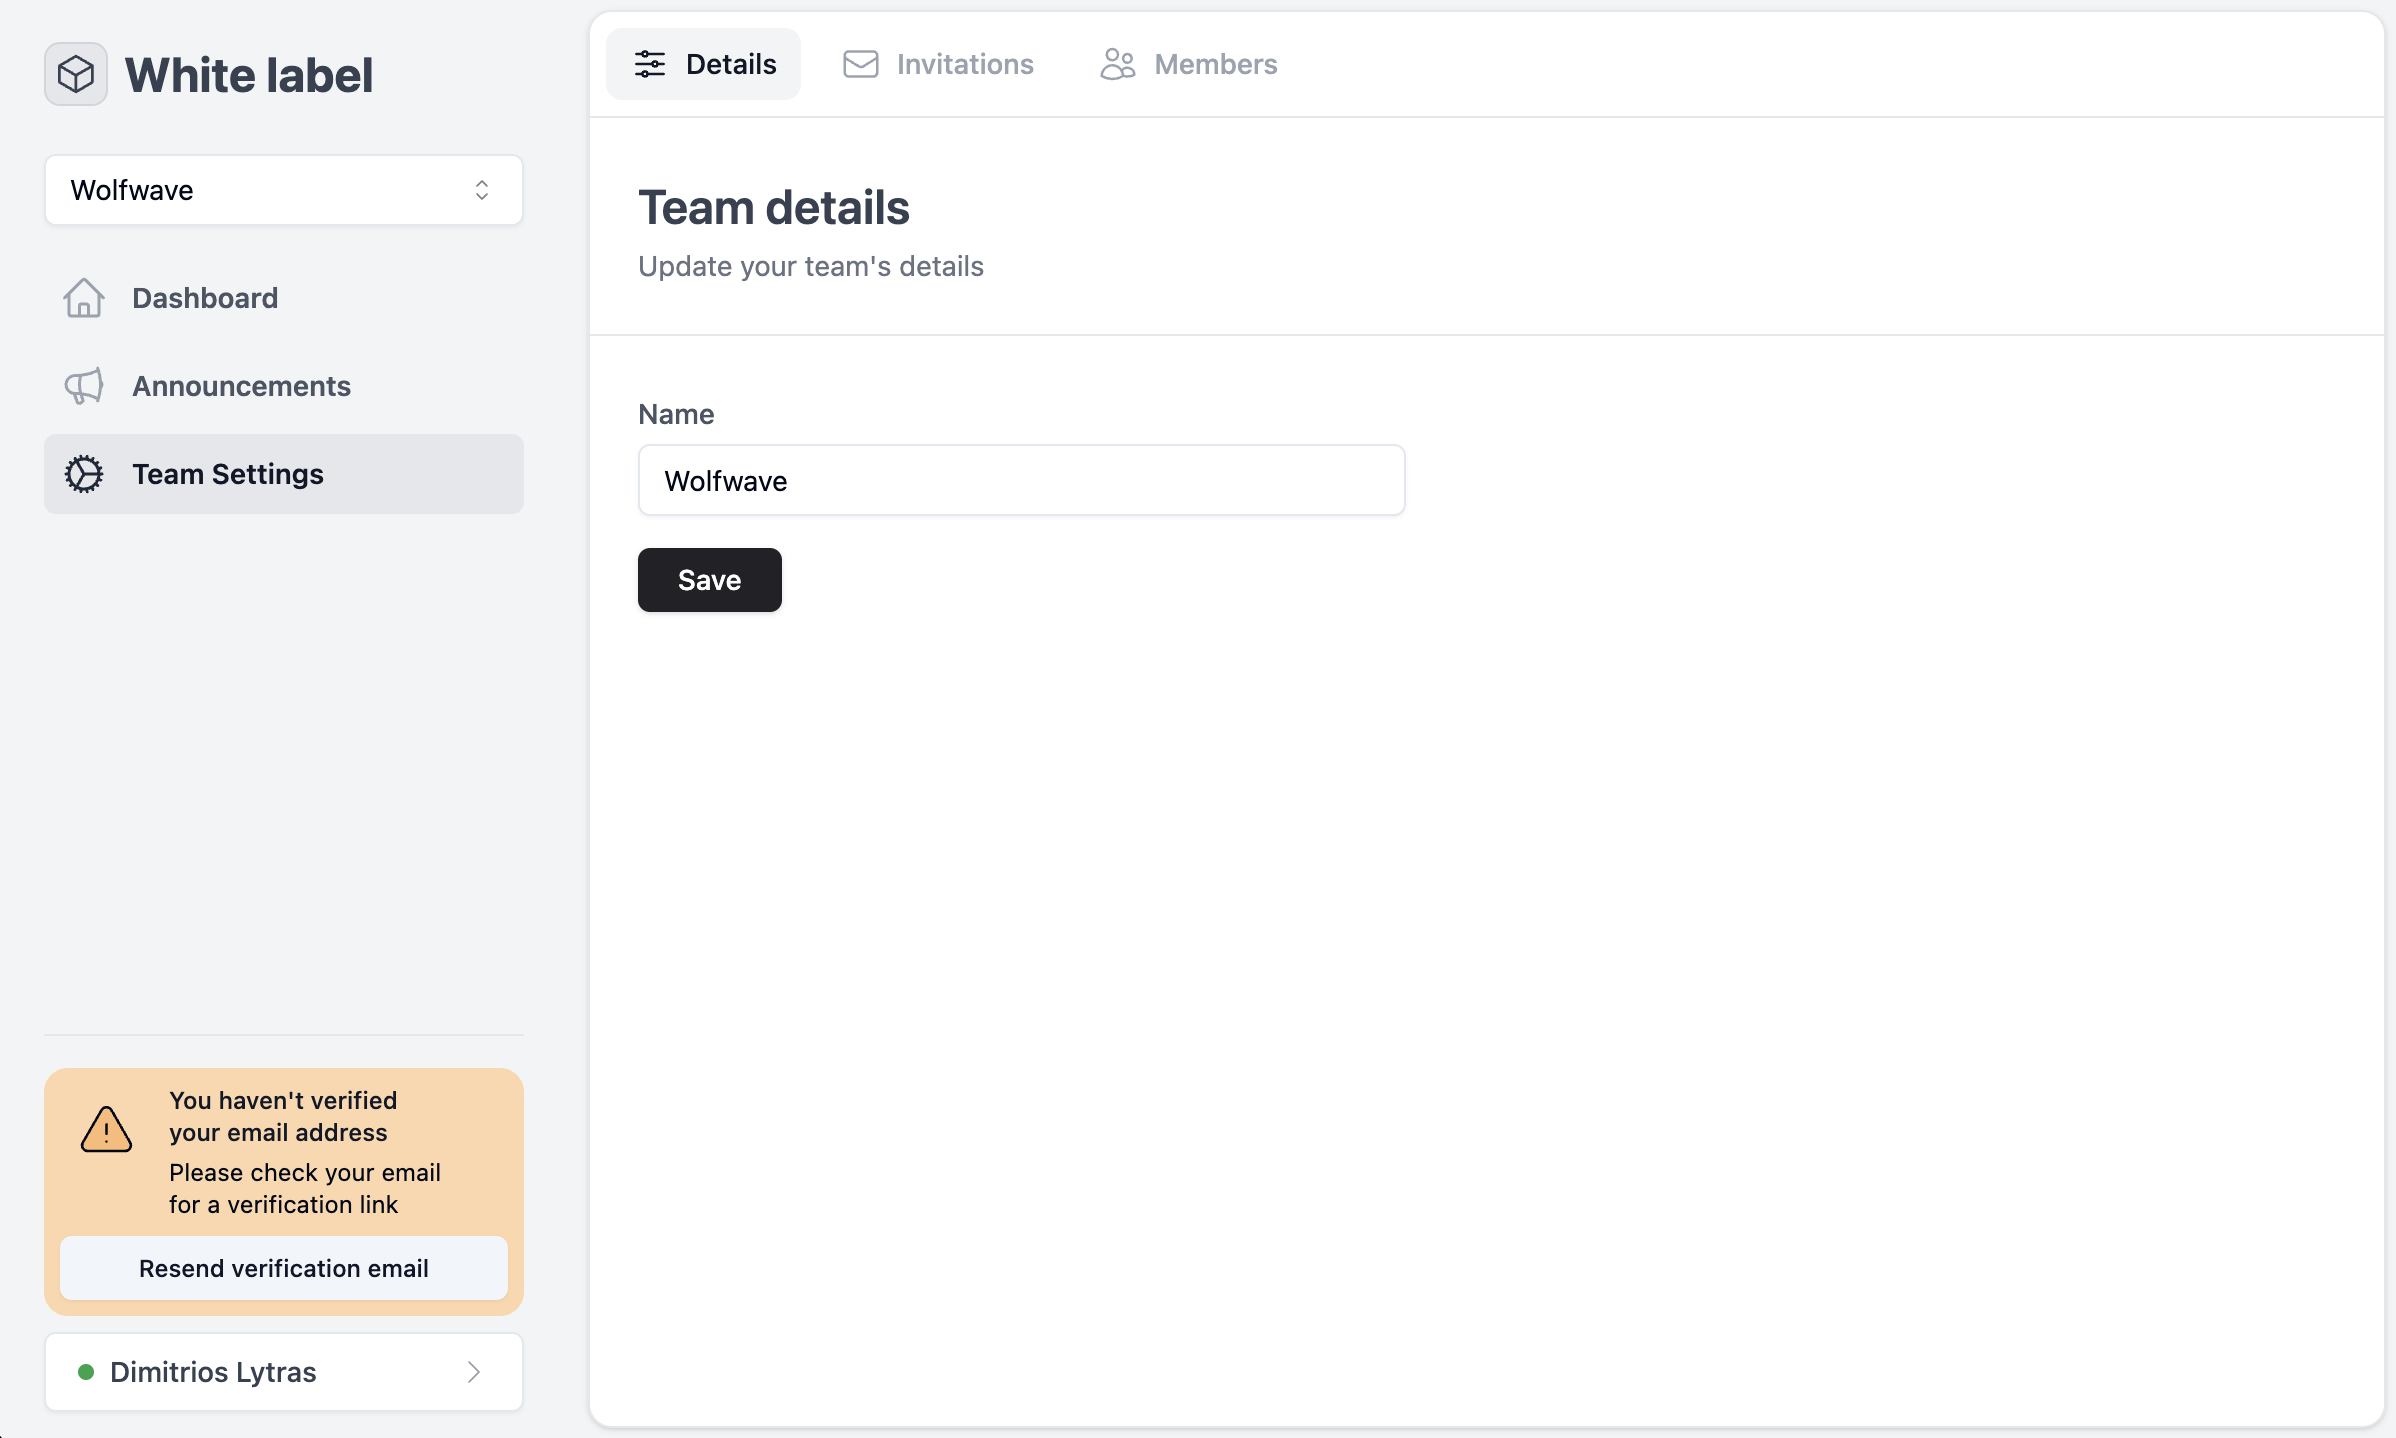 White label
Wolfwave
Dashboard
Announcements
Team Settings
You haven't verified
your email address
Please check your email
for a verification link
Resend verification email
Dimitrios Lytras
Details
Invitations
Members
Team details
Update your team's details
Name
Wolfwave
Save